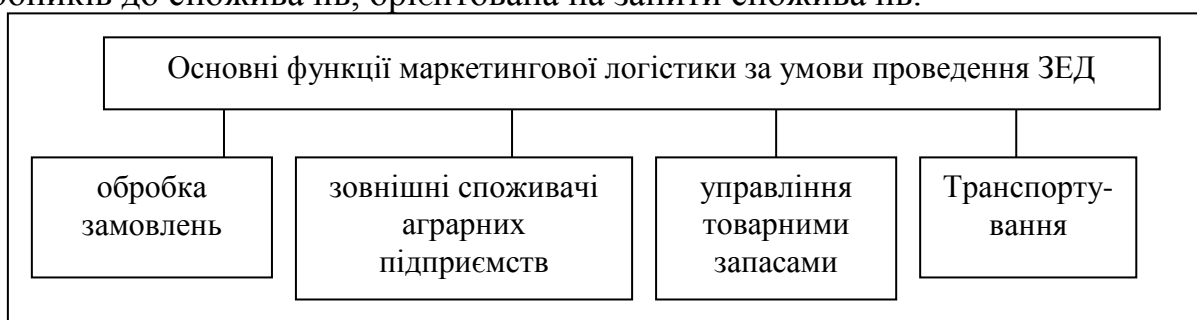 до споживачів, орієнтована на запити споживачів.
Основні функції маркетингової логістики за умови проведення ЗЕД
обробка
замовлень
зовнішні споживачі
аграрних
підприємств
управління
товарними
запасами
Транспорту-
вання